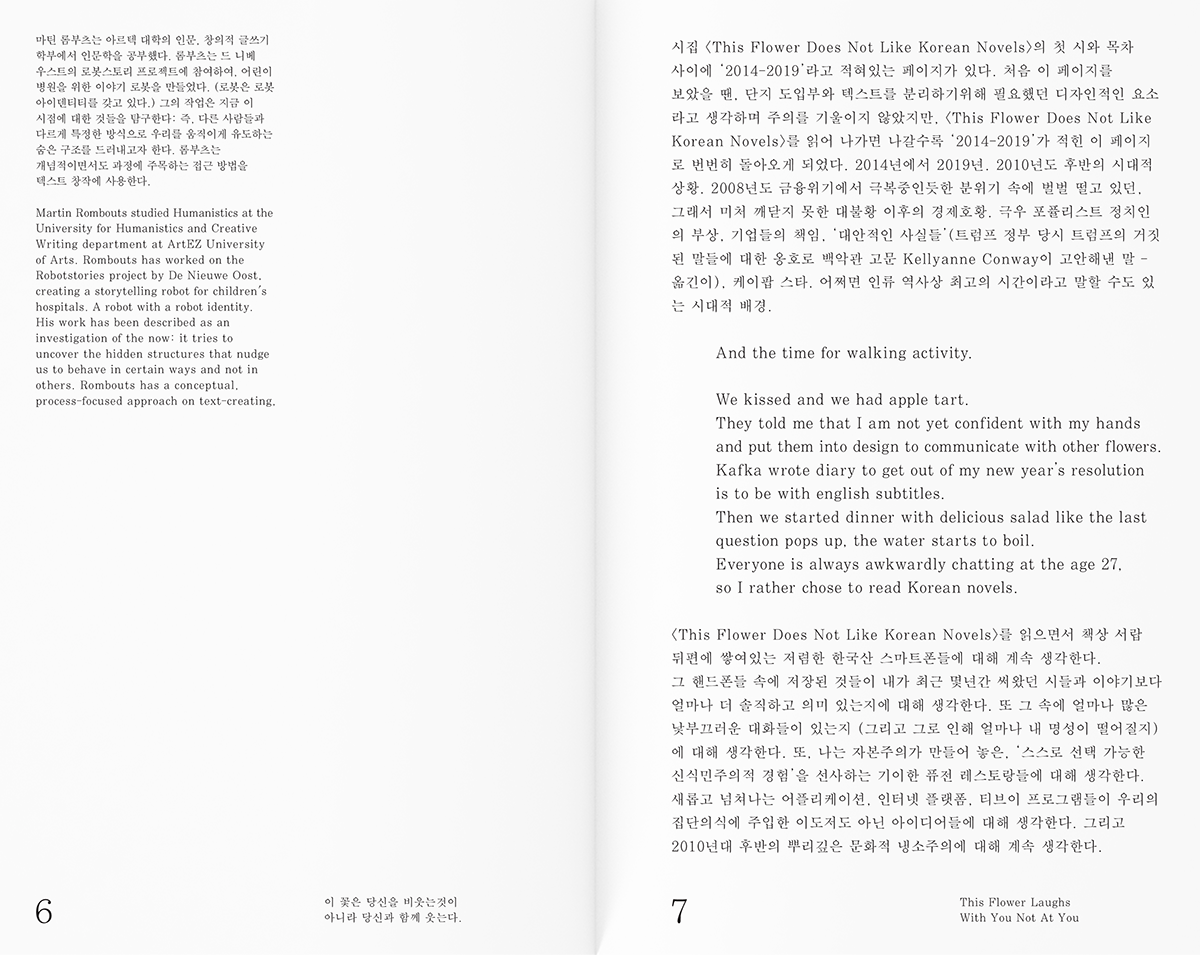 마틴 롬부츠는 아르텍 대학의 인문, 창의적 글쓰기
학부에서 인문학을 공부했다. 롬부츠는 드 니베
우스트의 로봇스토리 프로젝트에 참여하여, 어린이
병원을 위한 이야기 로봇을 만들었다. (로봇은 로봇
아이덴티티를 갖고 있다.) 그의 작업은 지금 이
시점에 대한 것들을 탐구한다: 즉, 다른 사람들과
다르게 특정한 방식으로 우리를 움직이게 유도하는
숨은 구조를 드러내고자 한다. 롬부츠는
개념적이면서도 과정에 주목하는 접근 방법을
텍스트 창작에 사용한다.
Martin Rombouts studied Humanistics at the
University for Humanistics and Creative
Writing department at ArtEZ University
of Arts. Rombouts has worked on the
Robotstories project by De Nieuwe Oost,
creating a storytelling robot for children's
hospitals. A robot with a robot identity.
His work has been described as an
investigation of the now: it tries to
uncover the hidden structures that nudge
us to behave in certain ways and not in
others. Rombouts has a conceptual,
process-focused approach on text-creating.
6
이 꽃은 당신을 비웃는것이
아니라 당신과 함께 웃는다.
시집 〈This Flower Does Not Like Korean Novels〉의 첫 시와 목차
사이에 '2014-2019'라고 적혀있는 페이지가 있다. 처음 이 페이지를
보았을 땐, 단지 도입부와 텍스트를 분리하기위해 필요했던 디자인적인 요소
라고 생각하며 주의를 기울이지 않았지만, 〈This Flower Does Not Like
Korean Novels〉를 읽어 나가면 나갈수록 '2014-2019'가 적힌 이 페이지
로 번번히 돌아오게 되었다. 2014년에서 2019년. 2010년도 후반의 시대적
상황. 2008년도 금융위기에서 극복중인듯한 분위기 속에 벌벌 떨고 있던,
그래서 미처 깨닫지 못한 대불황 이후의 경제호황. 극우 포퓰리스트 정치인
의 부상, 기업들의 책임, '대안적인 사실들'(트럼프 정부 당시 트럼프의 거짓
된 말들에 대한 옹호로 백악관 고문 Kellyanne Conway이 고안해낸 말 -
옮긴이), 케이팝 스타. 어쩌면 인류 역사상 최고의 시간이라고 말할 수도 있
는 시대적 배경.
And the time for walking activity.
We kissed and we had apple tart.
They told me that I am not yet confident with my hands
and put them into design to communicate with other flowers.
Kafka wrote diary to get out of my new year's resolution
is to be with english subtitles.
Then we started dinner with delicious salad like the last
question pops up, the water starts to boil.
Everyone is always awkwardly chatting at the age 27,
so I rather chose to read Korean novels.
〈This Flower Does Not Like Korean Novels〉를 읽으면서 책상 서랍
뒤편에 쌓여있는 저렴한 한국산 스마트폰들에 대해 계속 생각한다.
그 핸드폰들 속에 저장된 것들이 내가 최근 몇년간 써왔던 시들과 이야기보다
얼마나 더 솔직하고 의미 있는지에 대해 생각한다. 또 그 속에 얼마나 많은
낯부끄러운 대화들이 있는지 (그리고 그로 인해 얼마나 내 명성이 떨어질지)
에 대해 생각한다. 또, 나는 자본주의가 만들어 놓은, '스스로 선택 가능한
신식민주의적 경험'을 선사하는 기이한 퓨전 레스토랑들에 대해 생각한다.
새롭고 넘쳐나는 어플리케이션, 인터넷 플랫폼, 티브이 프로그램들이 우리의
집단의식에 주입한 이도저도 아닌 아이디어들에 대해 생각한다. 그리고
2010년대 후반의 뿌리깊은 문화적 냉소주의에 대해 계속 생각한다.
7
This Flower Laughs
With You Not At You